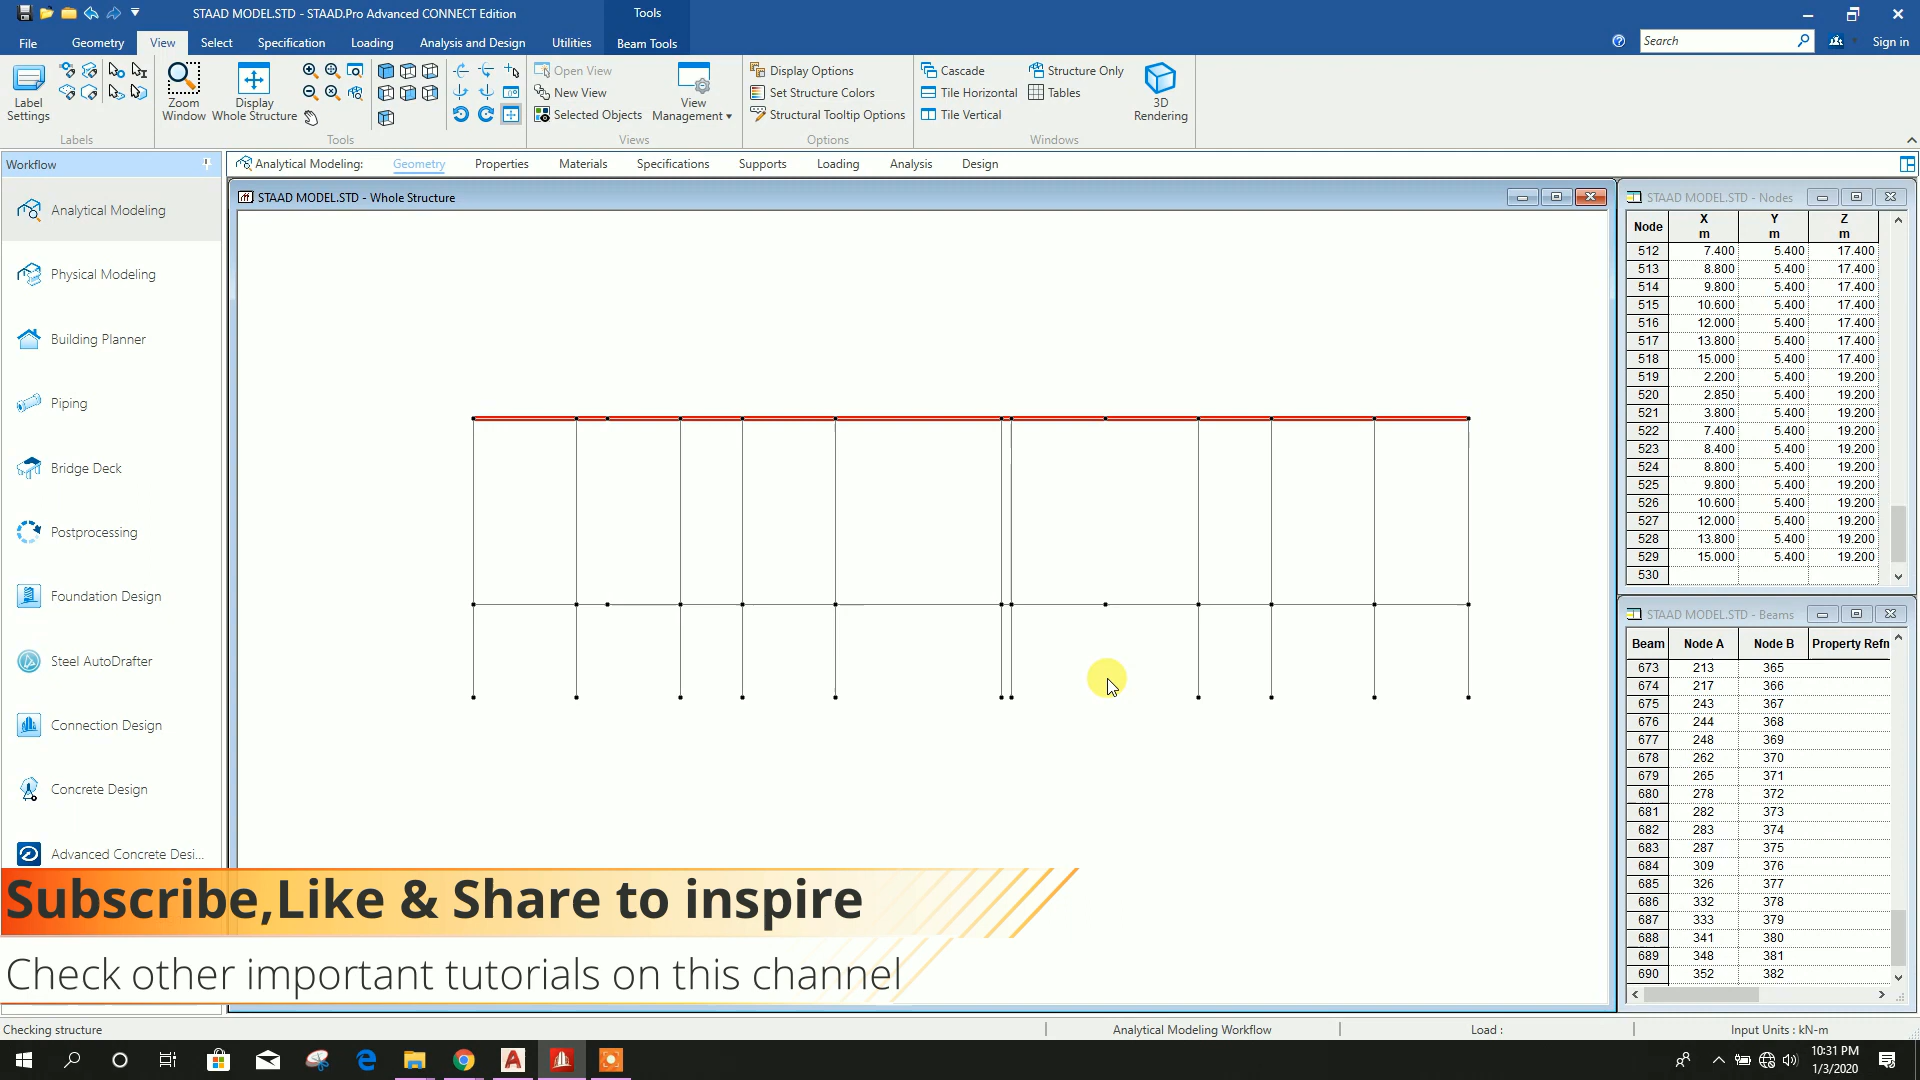 STAAD MODEL.STD - STAAD.Pro Advanced CONNECT Edition
Tools
File
Geometry
View
Select
Specification
Loading
Analysis and Design
Utilities
Beam Tools
Search
Sign in
Label
Settings
Zoom
Window
Display
Whole Structure
Open View
New View
Selected Objects
View
Management
Display Options
Set Structure Colors
Structural Tooltip Options
Cascade
Tile Horizontal
Tile Vertical
Structure Only
Tables
3D
Rendering
Labels
Tools
Views
Options
Windows
Workflow
Analytical Modeling:
Geometry
Properties
Materials
Specifications
Supports
Loading
Analysis
Design
Analytical Modeling
Physical Modeling
Building Planner
Piping
Bridge Deck
Postprocessing
Foundation Design
Steel AutoDrafter
Connection Design
Concrete Design
Advanced Concrete Desi...
STAAD MODEL.STD - Whole Structure
STAAD MODEL.STD - Nodes
Node X m Y m Z m
512 7.400 5.400 17.400
513 8.800 5.400 17.400
514 9.800 5.400 17.400
515 10.600 5.400 17.400
516 12.000 5.400 17.400
517 13.800 5.400 17.400
518 15.000 5.400 17.400
519 2.200 5.400 19.200
520 2.850 5.400 19.200
521 3.800 5.400 19.200
522 7.400 5.400 19.200
523 8.400 5.400 19.200
524 8.800 5.400 19.200
525 9.800 5.400 19.200
526 10.600 5.400 19.200
527 12.000 5.400 19.200
528 13.800 5.400 19.200
529 15.000 5.400 19.200
530
STAAD MODEL.STD - Beams
Beam Node A Node B Property Refn
673 213 365
674 217 366
675 243 367
676 244 368
677 248 369
678 262 370
679 265 371
680 278 372
681 282 373
682 283 374
683 287 375
684 309 376
685 326 377
686 332 378
687 333 379
688 341 380
689 348 381
690 352 382
Subscribe,Like & Share to inspire
Check other important tutorials on this channel
Checking structure
Analytical Modeling Workflow
Load :
Input Units : kN-m
10:31 PM
1/3/2020